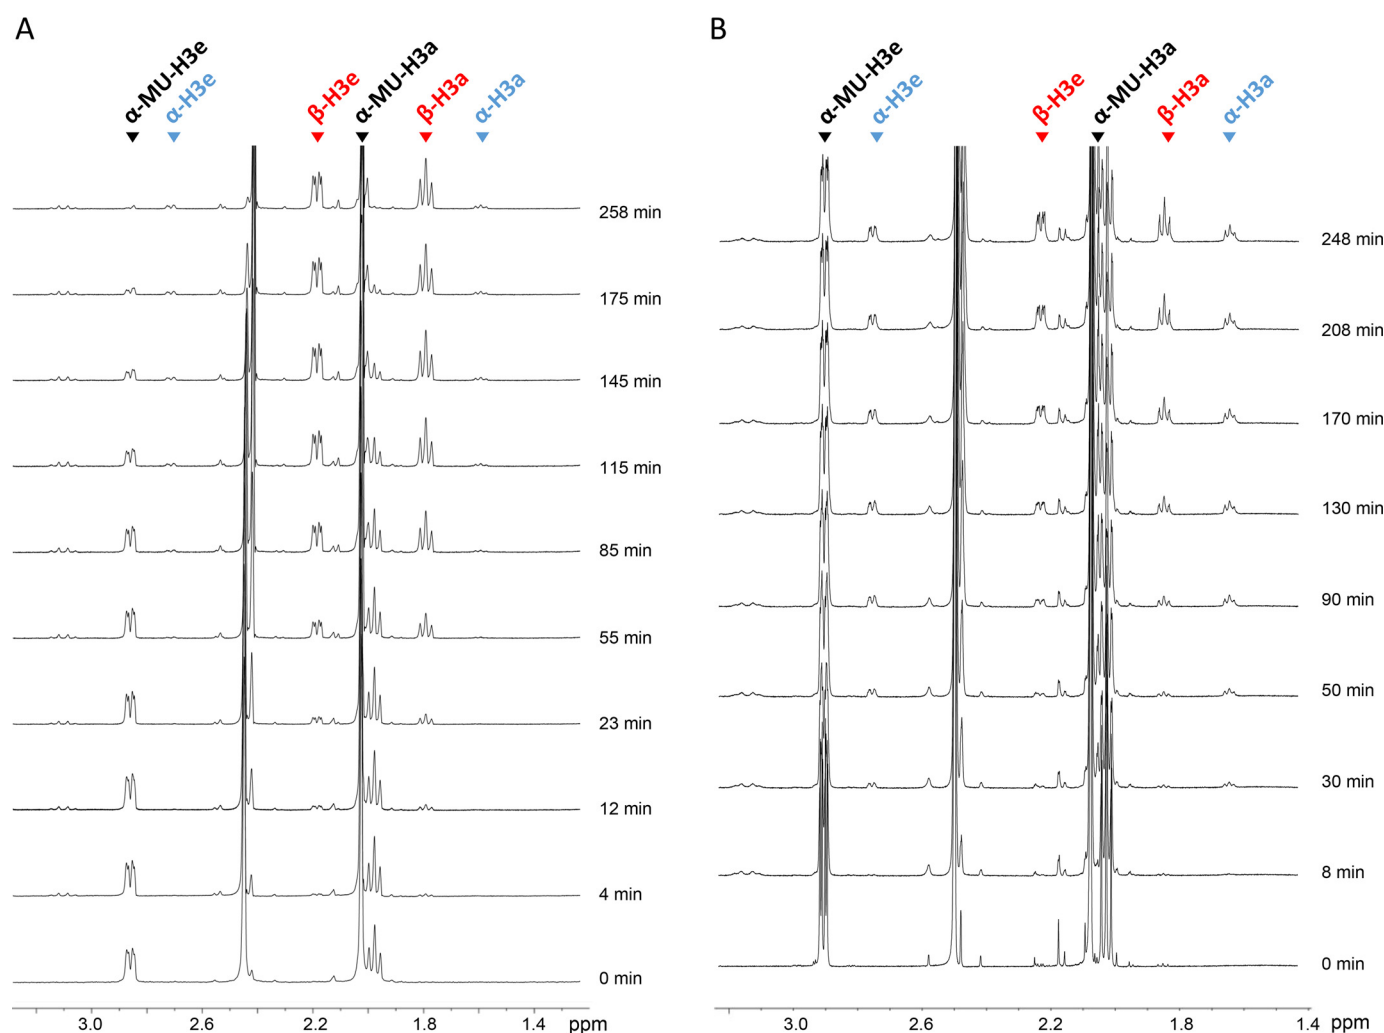 A
α-MU-H3e
α-H3e
β-H3e
α-MU-H3a
β-H3a
α-H3a
258 min
175 min
145 min
115 min
85 min
55 min
23 min
12 min
4 min
0 min
3.0 2.6 2.2 1.8 1.4 ppm
B
α-MU-H3e
α-H3e
β-H3e
α-MU-H3a
β-H3a
α-H3a
248 min
208 min
170 min
130 min
90 min
50 min
30 min
8 min
0 min
3.0 2.6 2.2 1.8 ppm 1.4